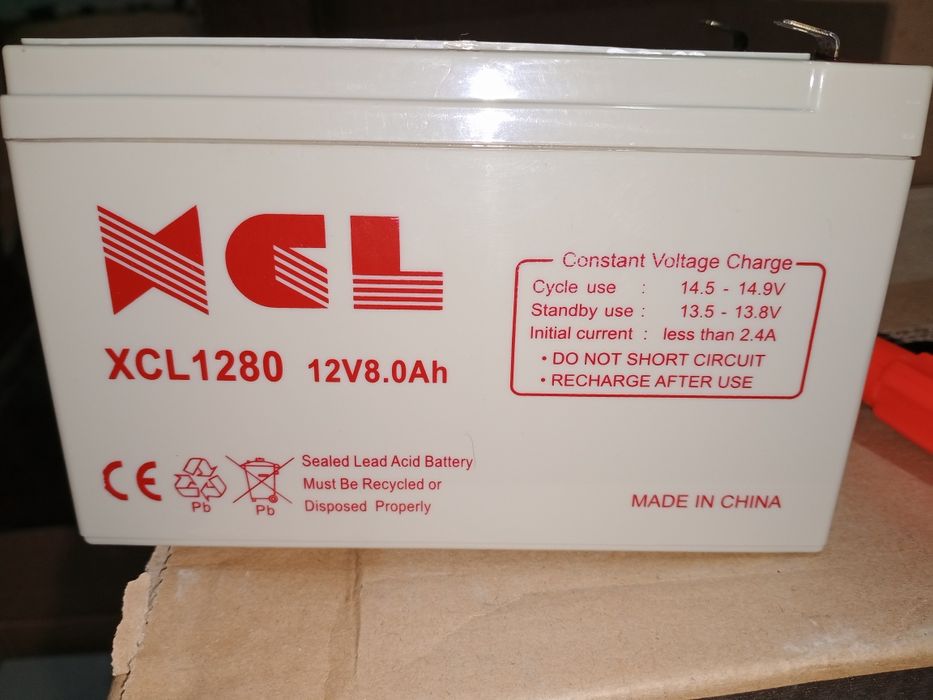 XCL
XCL1280 12V8.0Ah
Constant Voltage Charge
Cycle use : 14.5 - 14.9V
Standby use : 13.5 - 13.8V
Initial current : less than 2.4A
• DO NOT SHORT CIRCUIT
• RECHARGE AFTER USE
CE
Pb
Pb
Sealed Lead Acid Battery
Must Be Recycled or
Disposed Properly
MADE IN CHINA